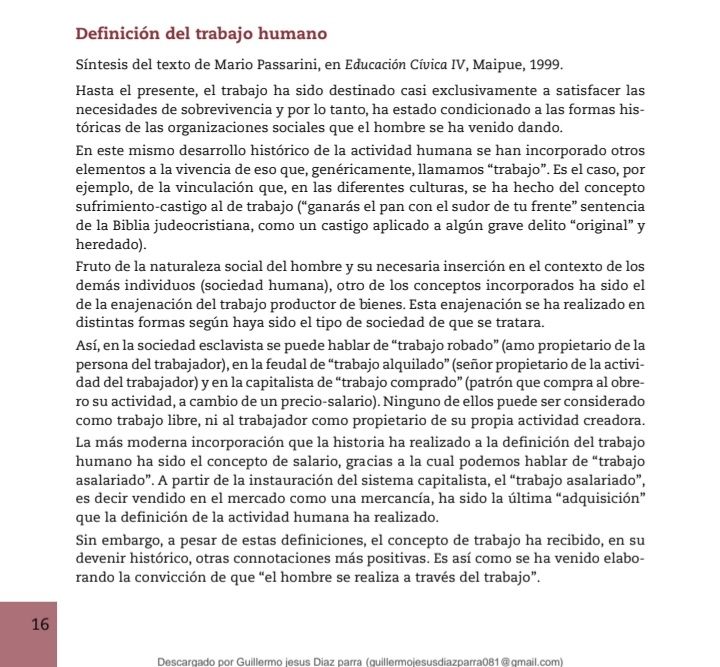 Definición del trabajo humano
Síntesis del texto de Mario Passarini, en Educación Cívica IV, Maipue, 1999.
Hasta el presente, el trabajo ha sido destinado casi exclusivamente a satisfacer las
necesidades de sobrevivencia y por lo tanto, ha estado condicionado a las formas his-
tóricas de las organizaciones sociales que el hombre se ha venido dando.
En este mismo desarrollo histórico de la actividad humana se han incorporado otros
elementos a la vivencia de eso que, genéricamente, llamamos “trabajo”. Es el caso, por
ejemplo, de la vinculación que, en las diferentes culturas, se ha hecho del concepto
sufrimiento-castigo al de trabajo (“ganarás el pan con el sudor de tu frente” sentencia
de la Biblia judeocristiana, como un castigo aplicado a algún grave delito “original” y
heredado).
Fruto de la naturaleza social del hombre y su necesaria inserción en el contexto de los
demás individuos (sociedad humana), otro de los conceptos incorporados ha sido el
de la enajenación del trabajo productor de bienes. Esta enajenación se ha realizado en
distintas formas según haya sido el tipo de sociedad de que se tratara.
Así, en la sociedad esclavista se puede hablar de “trabajo robado” (amo propietario de la
persona del trabajador), en la feudal de “trabajo alquilado” (señor propietario de la activi-
dad del trabajador) y en la capitalista de “trabajo comprado” (patrón que compra al obre-
ro su actividad, a cambio de un precio-salario). Ninguno de ellos puede ser considerado
como trabajo libre, ni al trabajador como propietario de su propia actividad creadora.
La más moderna incorporación que la historia ha realizado a la definición del trabajo
humano ha sido el concepto de salario, gracias a la cual podemos hablar de “trabajo
asalariado”. A partir de la instauración del sistema capitalista, el “trabajo asalariado”,
es decir vendido en el mercado como una mercancía, ha sido la última “adquisición”
que la definición de la actividad humana ha realizado.
Sin embargo, a pesar de estas definiciones, el concepto de trabajo ha recibido, en su
devenir histórico, otras connotaciones más positivas. Es así como se ha venido elabo-
rando la convicción de que “el hombre se realiza a través del trabajo”.
16
Descargado por Guillermo jesus Diaz parra (guillermojesusdiazparra081@gmail.com)